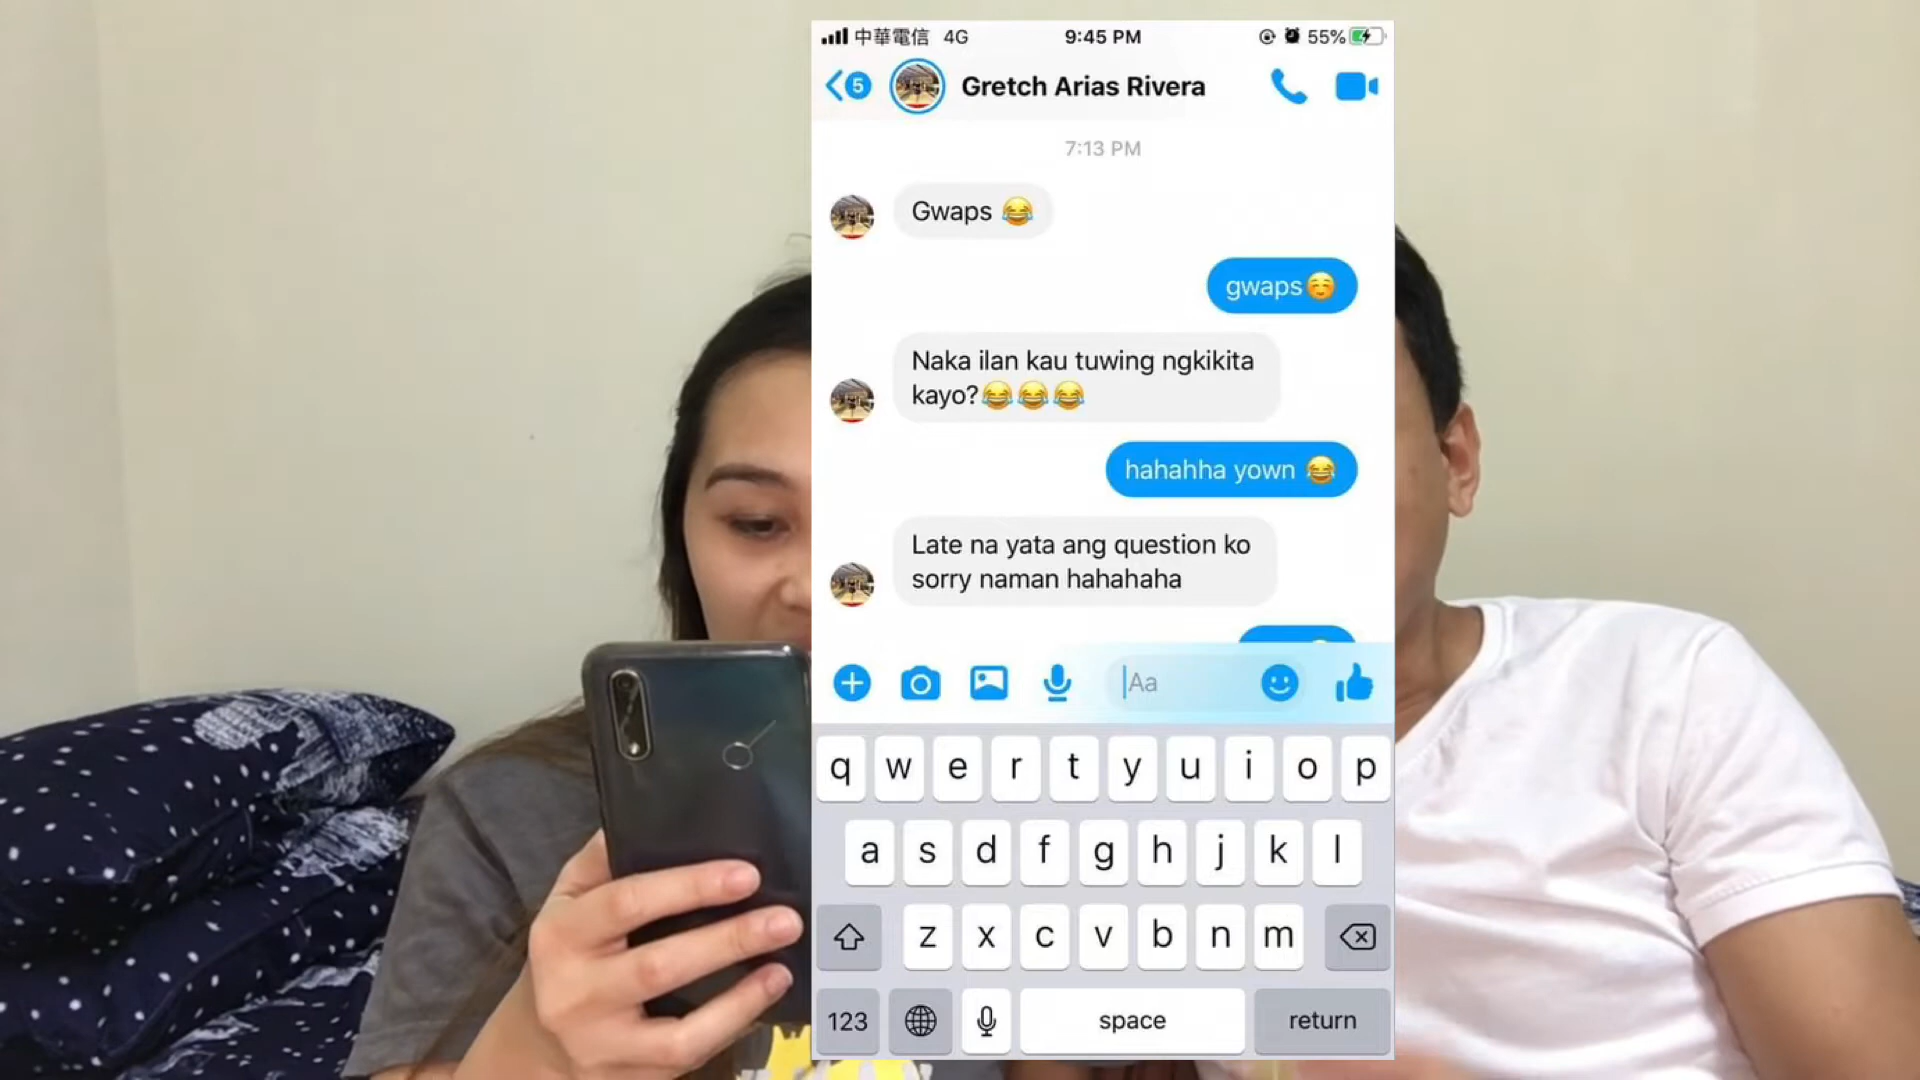 中華電信 4G 9:45 PM 55%
5 Gretch Arias Rivera
7:13 PM
Gwaps 😂
gwaps☺️
Naka ilan kau tuwing ngkikita
kayo?😂😂😂
hahahha yown 😂
Late na yata ang question ko
sorry naman hahahaha
Aa
q w e r t y u i o p
a s d f g h j k l
z x c v b n m
123 space return